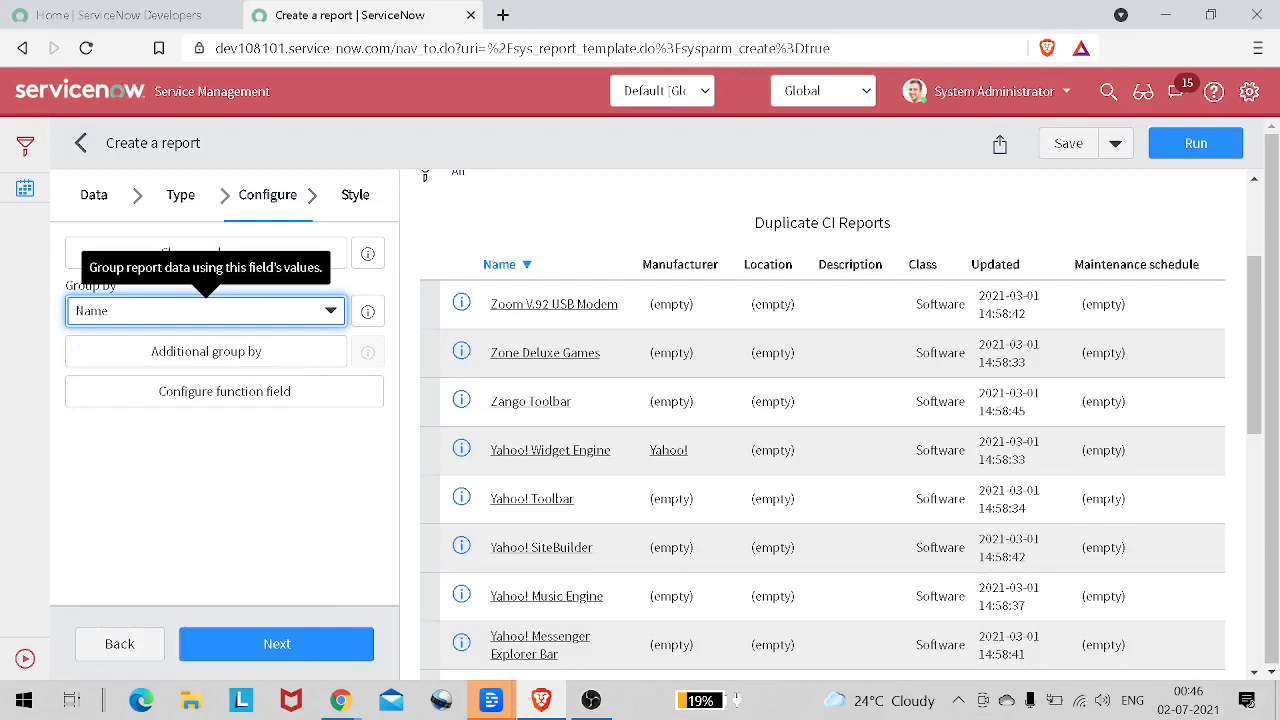 Home | ServiceNow Developers
Create a report | ServiceNow
dev108101.service-now.com/nav_to.do?uri=%2Fsys_report_template.do%3Fsysparm_create%3Dtrue
servicenow. Service Management
Default [Glo
Global
System Administrator
15
Create a report
Save
Run
Data
Type
Configure
Style
Group report data using this field's values.
Group by
Name
Additional group by
Configure function field
Back
Next
All
Duplicate CI Reports
Name Manufacturer Location Description Class Updated Maintenance schedule
Zoom V.92 USB Modem (empty) (empty) Software 2021-03-01 14:58:42 (empty)
Zone Deluxe Games (empty) (empty) Software 2021-03-01 14:58:33 (empty)
Zango Toolbar (empty) (empty) Software 2021-03-01 14:58:45 (empty)
Yahoo! Widget Engine Yahoo! (empty) Software 2021-03-01 14:58:33 (empty)
Yahoo! Toolbar (empty) (empty) Software 2021-03-01 14:58:34 (empty)
Yahoo! SiteBuilder (empty) (empty) Software 2021-03-01 14:58:42 (empty)
Yahoo! Music Engine (empty) (empty) Software 2021-03-01 14:58:37 (empty)
Yahoo! Messenger Explorer Bar (empty) (empty) Software 2021-03-01 14:58:41 (empty)
19%
24°C Cloudy
ENG
00:46
02-07-2021